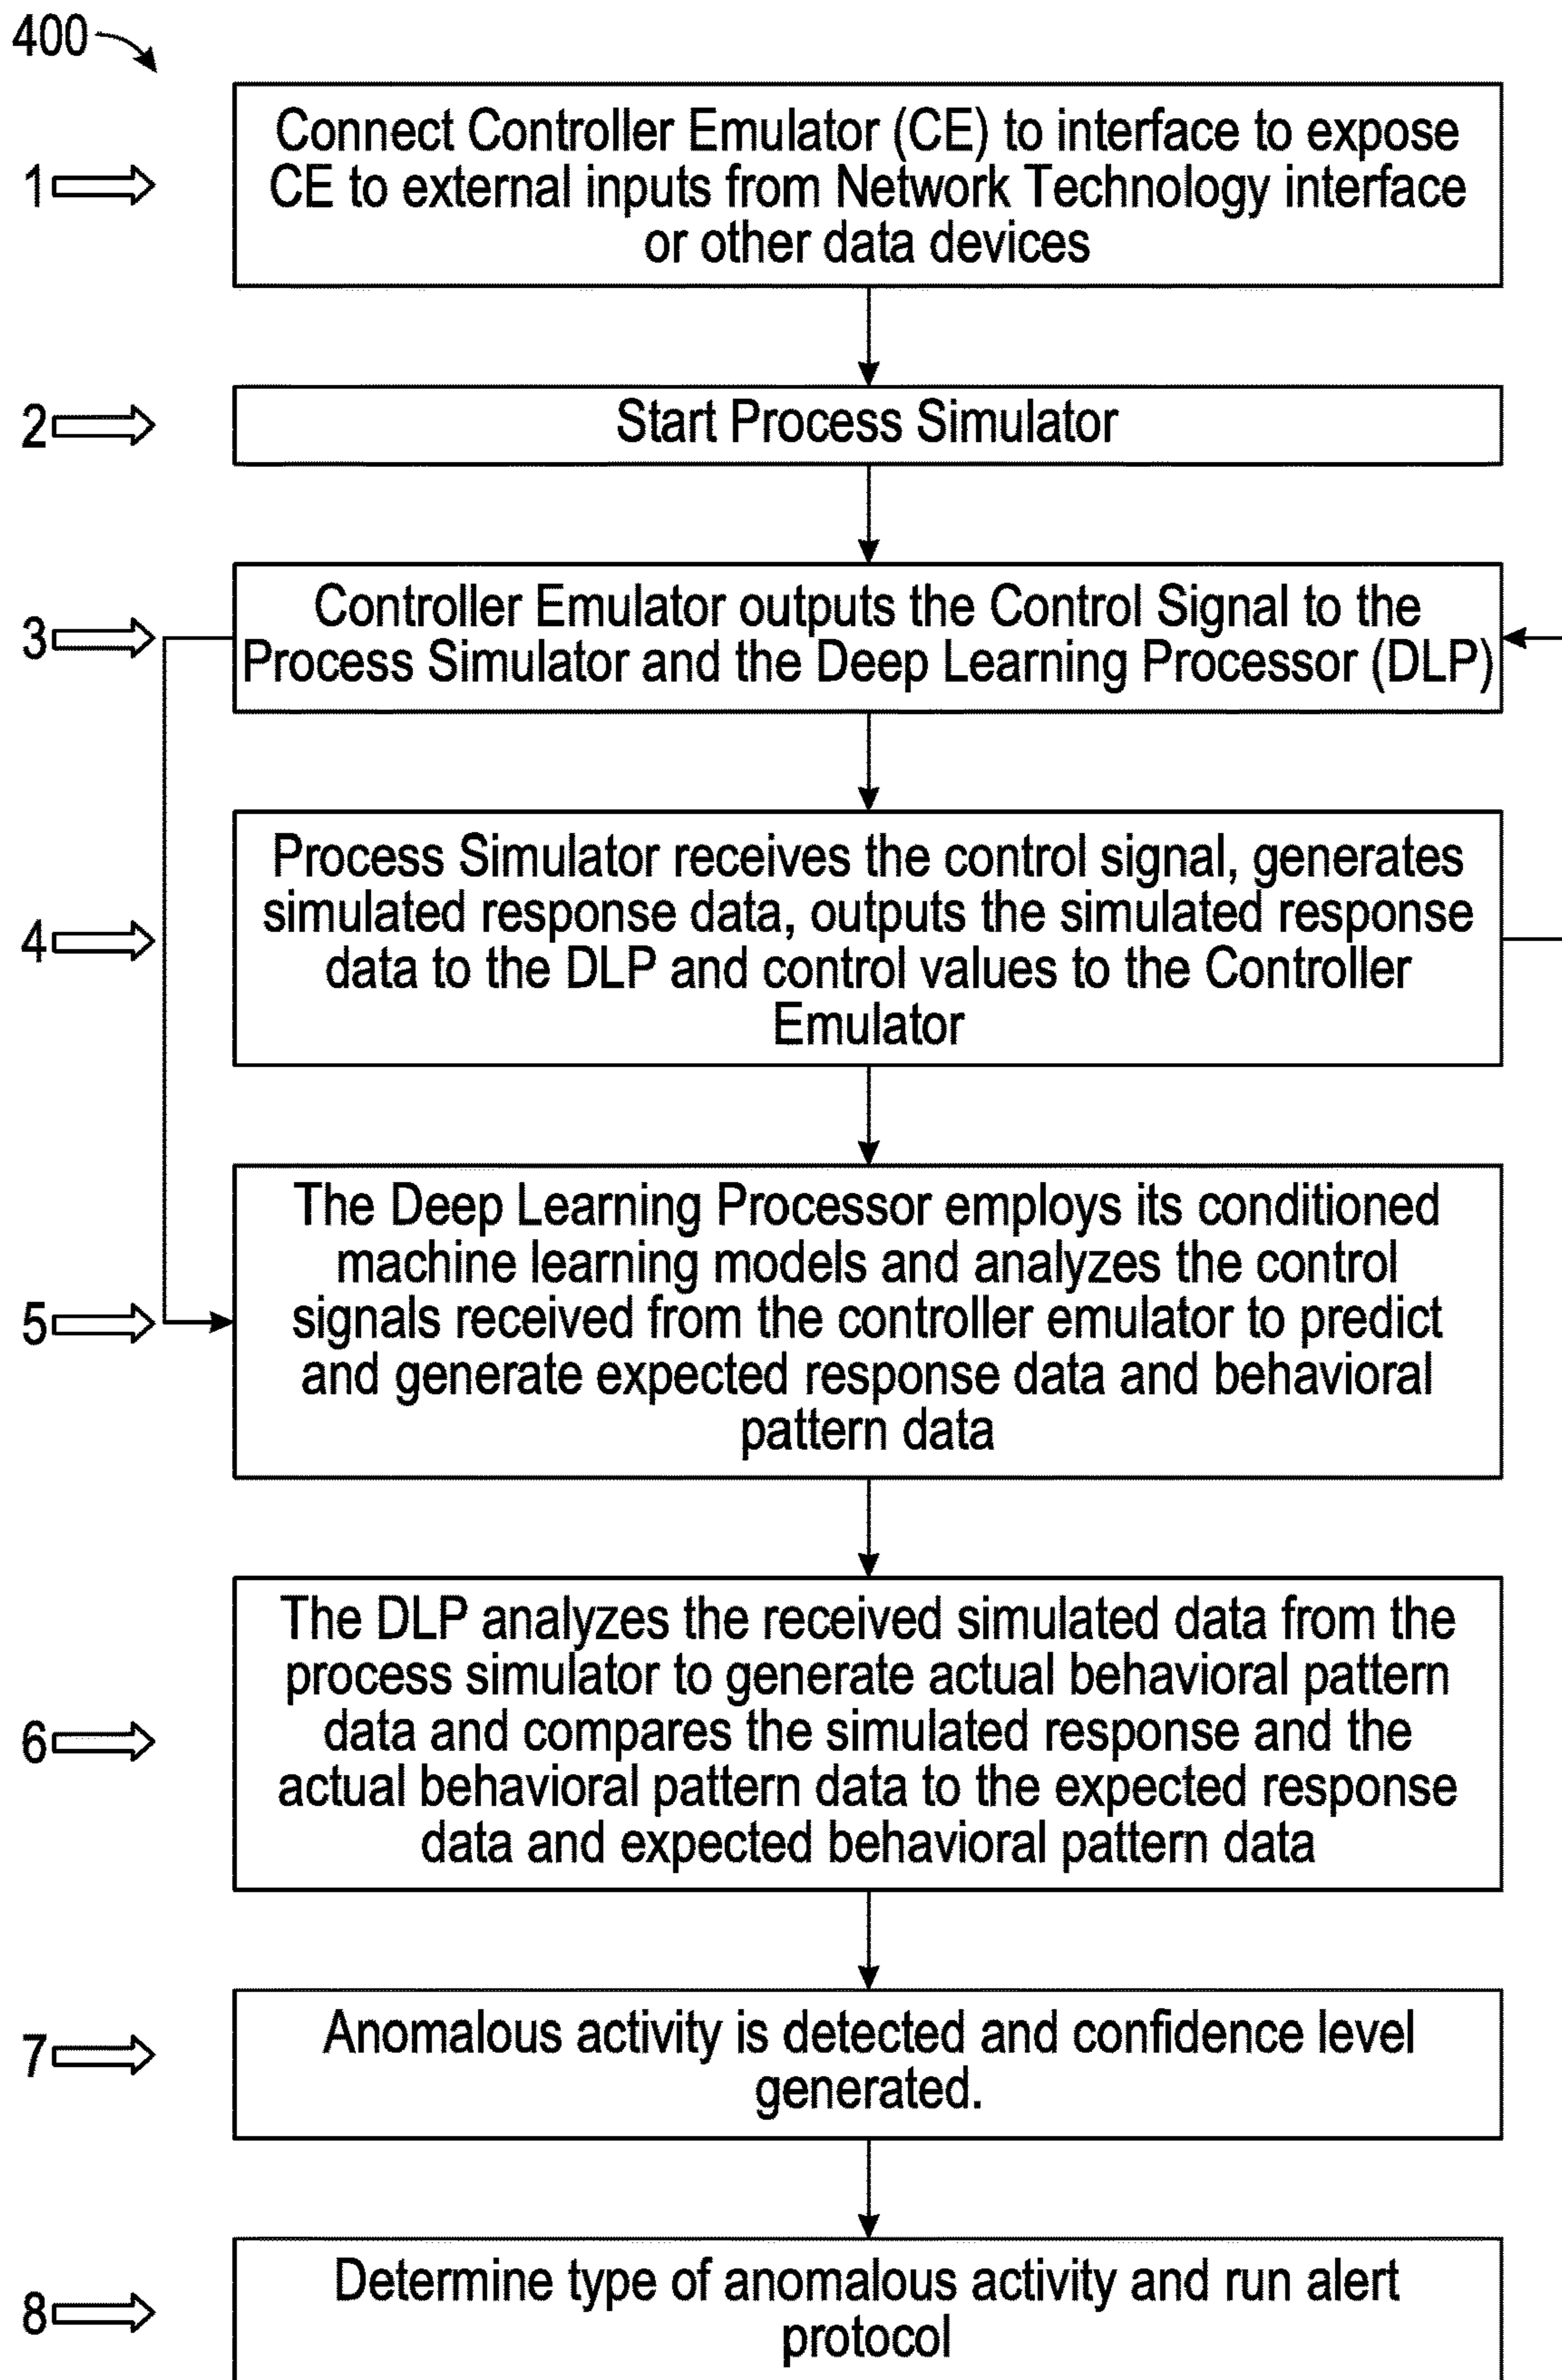 400
1
Connect Controller Emulator (CE) to interface to expose
CE to external inputs from Network Technology interface
or other data devices
2
Start Process Simulator
3
Controller Emulator outputs the Control Signal to the
Process Simulator and the Deep Learning Processor (DLP)
4
Process Simulator receives the control signal, generates
simulated response data, outputs the simulated response
data to the DLP and control values to the Controller
Emulator
5
The Deep Learning Processor employs its conditioned
machine learning models and analyzes the control
signals received from the controller emulator to predict
and generate expected response data and behavioral
pattern data
6
The DLP analyzes the received simulated data from the
process simulator to generate actual behavioral pattern
data and compares the simulated response and the
actual behavioral pattern data to the expected response
data and expected behavioral pattern data
7
Anomalous activity is detected and confidence level
generated.
8
Determine type of anomalous activity and run alert
protocol